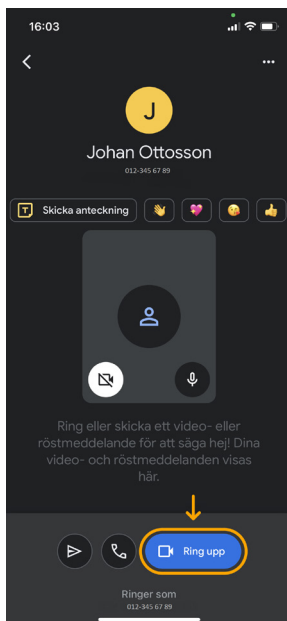 16:03
J
Johan Ottosson
012-345 67 89
T Skicka anteckning
Ring eller skicka ett video- eller
röstmeddelande för att säga hej! Dina
video- och röstmeddelanden visas
här.
Ring upp
Ringer som
012-345 67 89